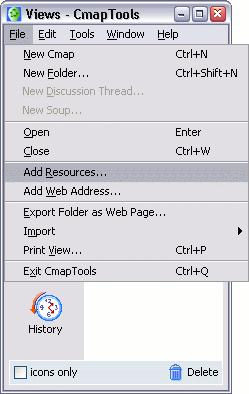 Views - CmapTools
File Edit Tools Window Help
New Cmap Ctrl+N
New Folder... Ctrl+Shift+N
New Discussion Thread...
New Soup...
Open Enter
Close Ctrl+W
Add Resources...
Add Web Address...
Export Folder as Web Page...
Import
Print View... Ctrl+P
Exit CmapTools Ctrl+Q
History
icons only Delete